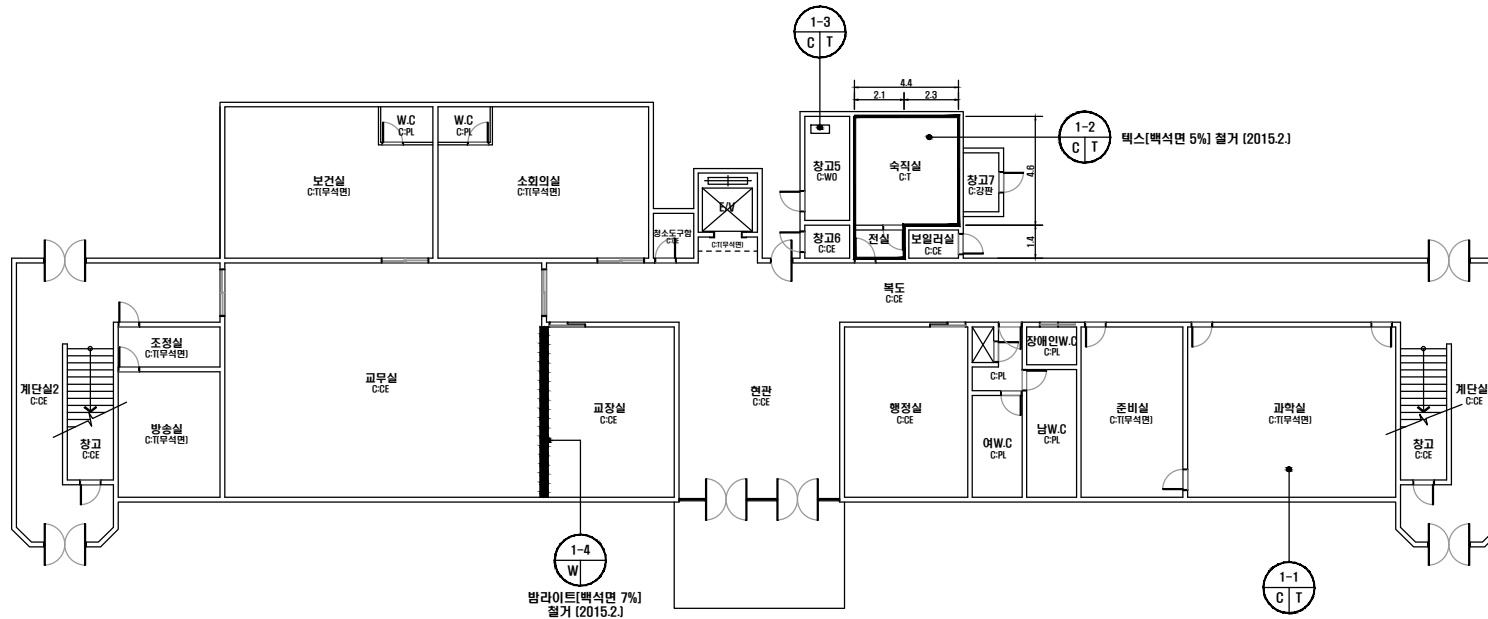 1-3
C T
4.4
2.1 2.3
1-2
C T
텍스[백석면 5%] 철거 (2015.2.)
W.C
C:PL
W.C
C:PL
보건실
C:T(무석면)
소회의실
C:T(무석면)
E/V
C:T(무석면)
청소도구함
C:CE
창고5
C:WO
숙직실
C:T
창고7
C:강판
4.6
창고6
C:CE
전실
보일러실
C:CE
1.4
복도
C:CE
조정실
C:T(무석면)
계단실2
C:CE
방송실
C:T(무석면)
창고
C:CE
교무실
C:CE
교장실
C:CE
현관
C:CE
행정실
C:CE
C:PL
장애인W.C
C:PL
여W.C
C:PL
남W.C
C:PL
준비실
C:T(무석면)
과학실
C:T(무석면)
계단실1
C:CE
창고
C:CE
1-4
W
밤라이트[백석면 7%]
철거 (2015.2.)
1-1
C T